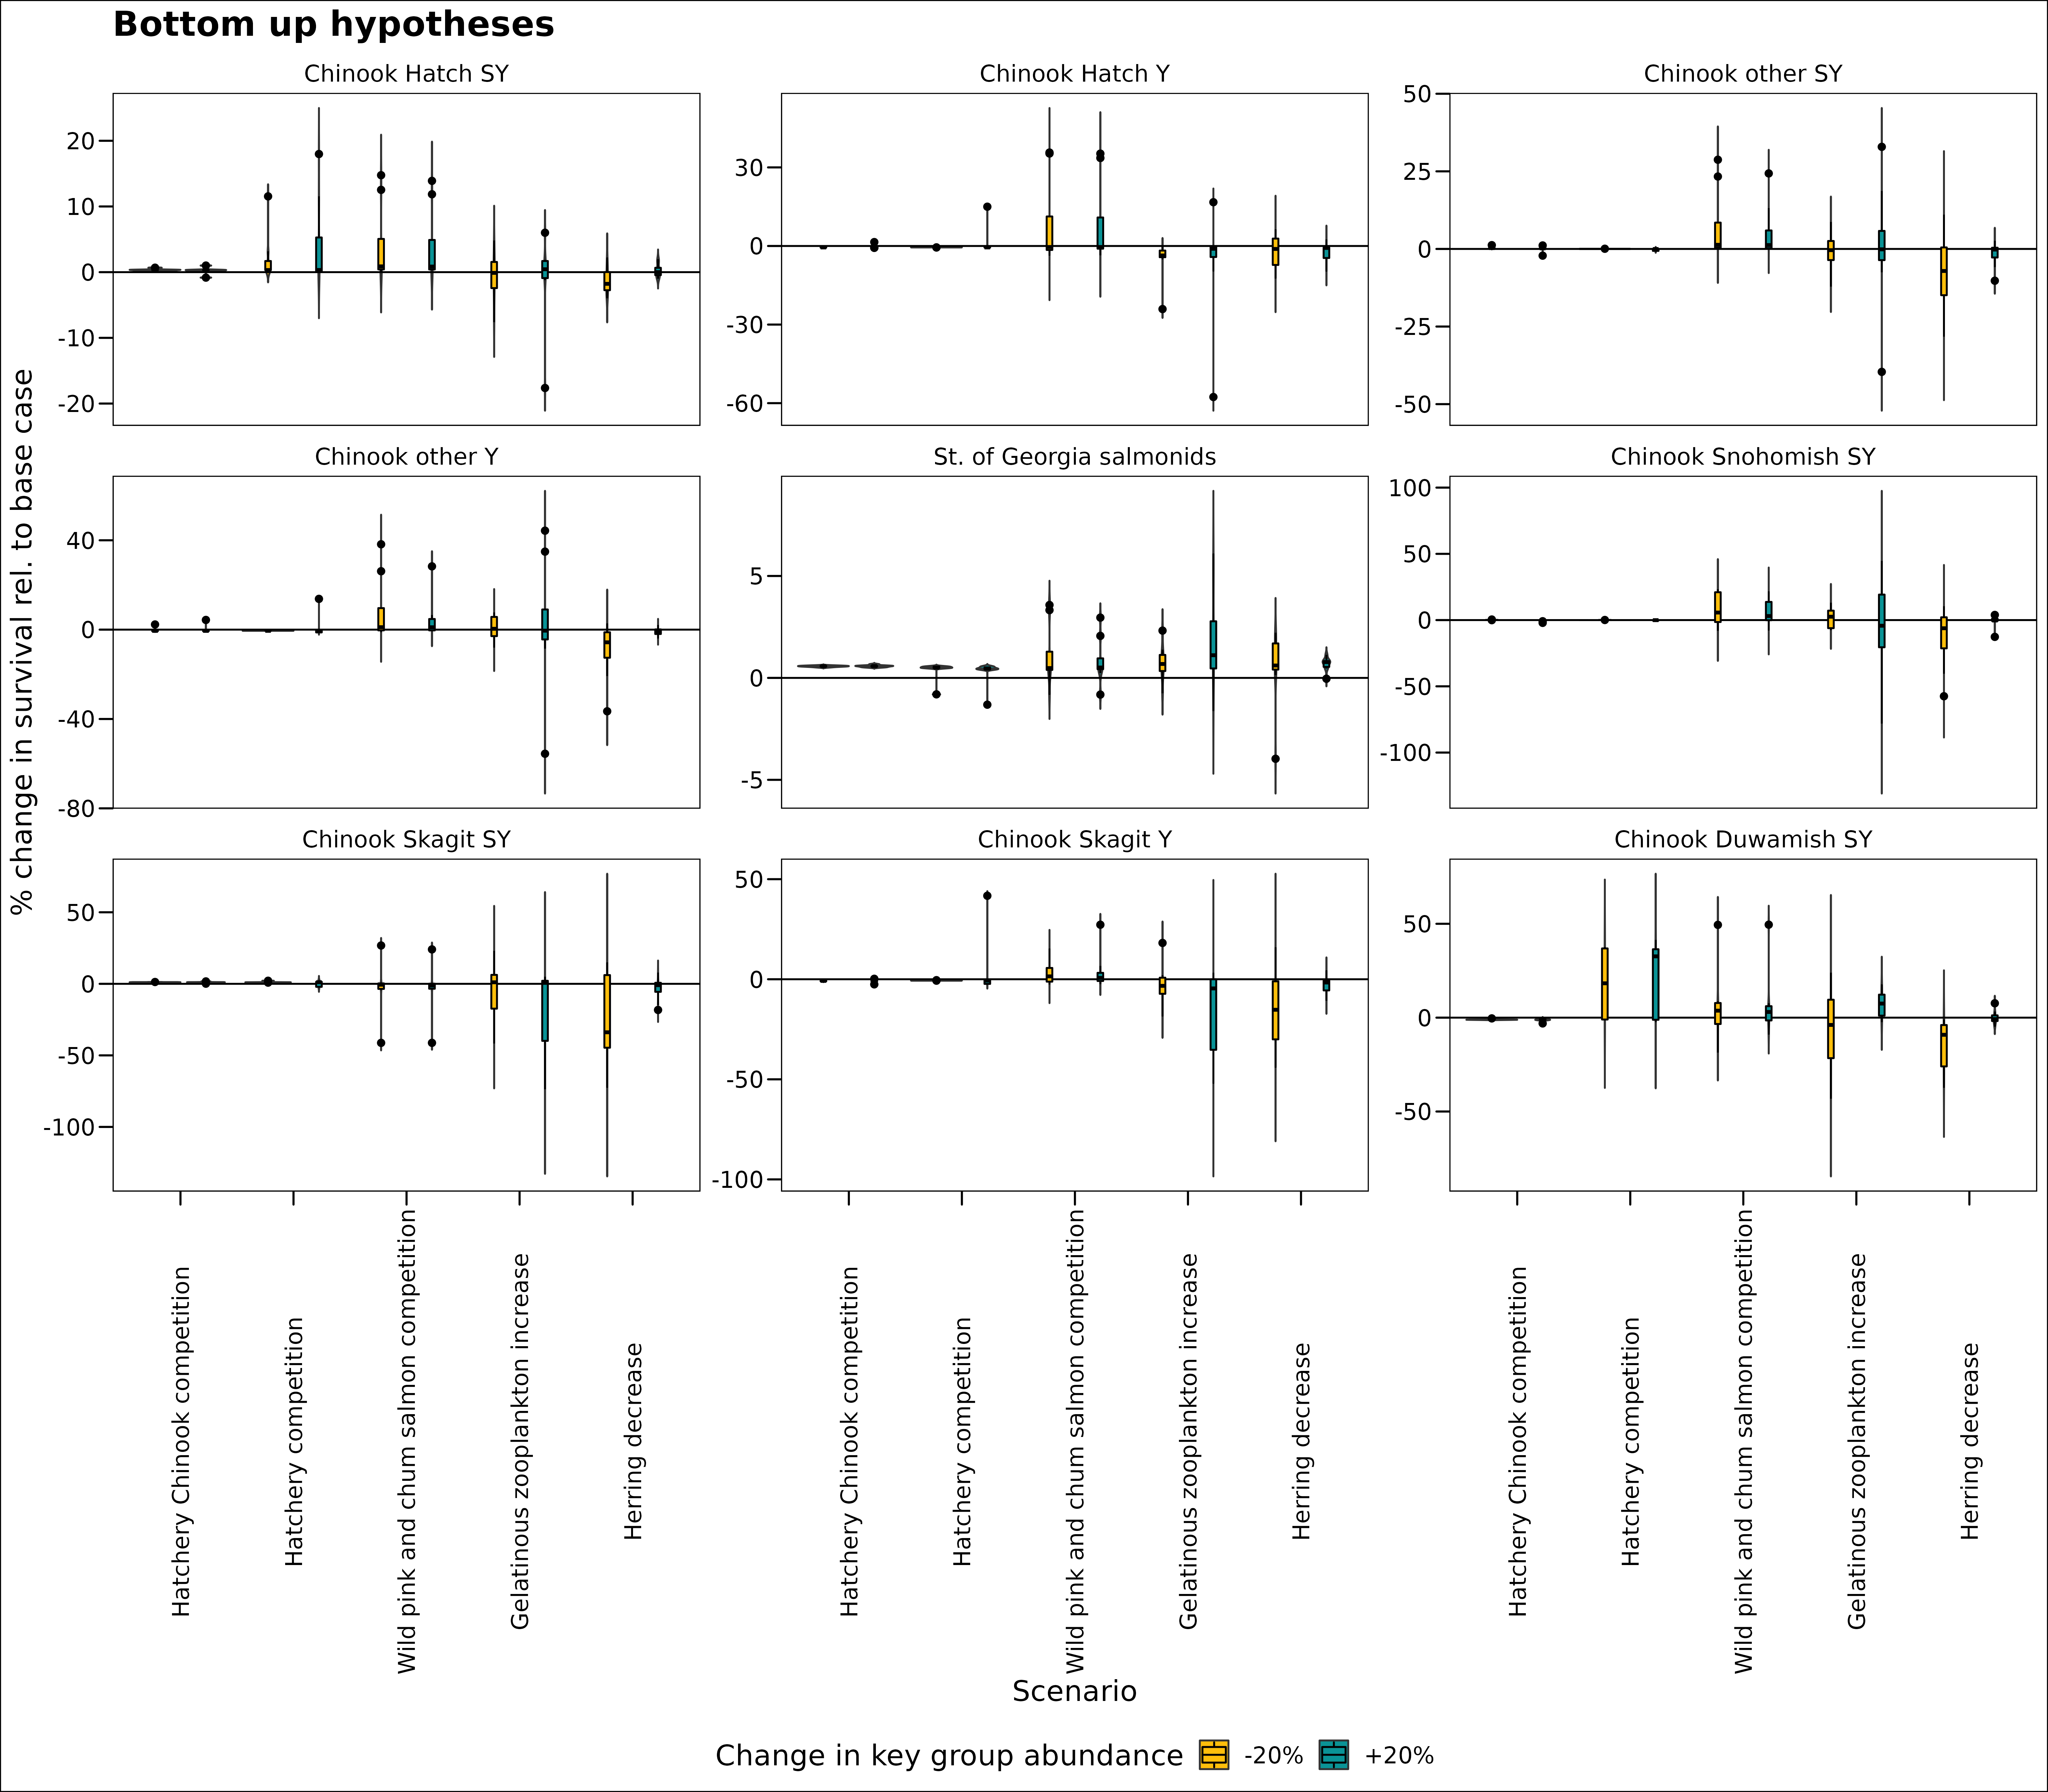 Bottom up hypotheses
% change in survival rel. to base case
Chinook Hatch SY
20
10
0
-10
-20
Chinook Hatch Y
30
0
-30
-60
Chinook other SY
50
25
0
-25
-50
Chinook other Y
40
0
-40
-80
St. of Georgia salmonids
5
0
-5
Chinook Snohomish SY
100
50
0
-50
-100
Chinook Skagit SY
50
0
-50
-100
Chinook Skagit Y
50
0
-50
-100
Chinook Duwamish SY
50
0
-50
Hatchery Chinook competition
Hatchery competition
Wild pink and chum salmon competition
Gelatinous zooplankton increase
Herring decrease
Hatchery Chinook competition
Hatchery competition
Wild pink and chum salmon competition
Gelatinous zooplankton increase
Herring decrease
Hatchery Chinook competition
Hatchery competition
Wild pink and chum salmon competition
Gelatinous zooplankton increase
Herring decrease
Scenario
Change in key group abundance -20% +20%